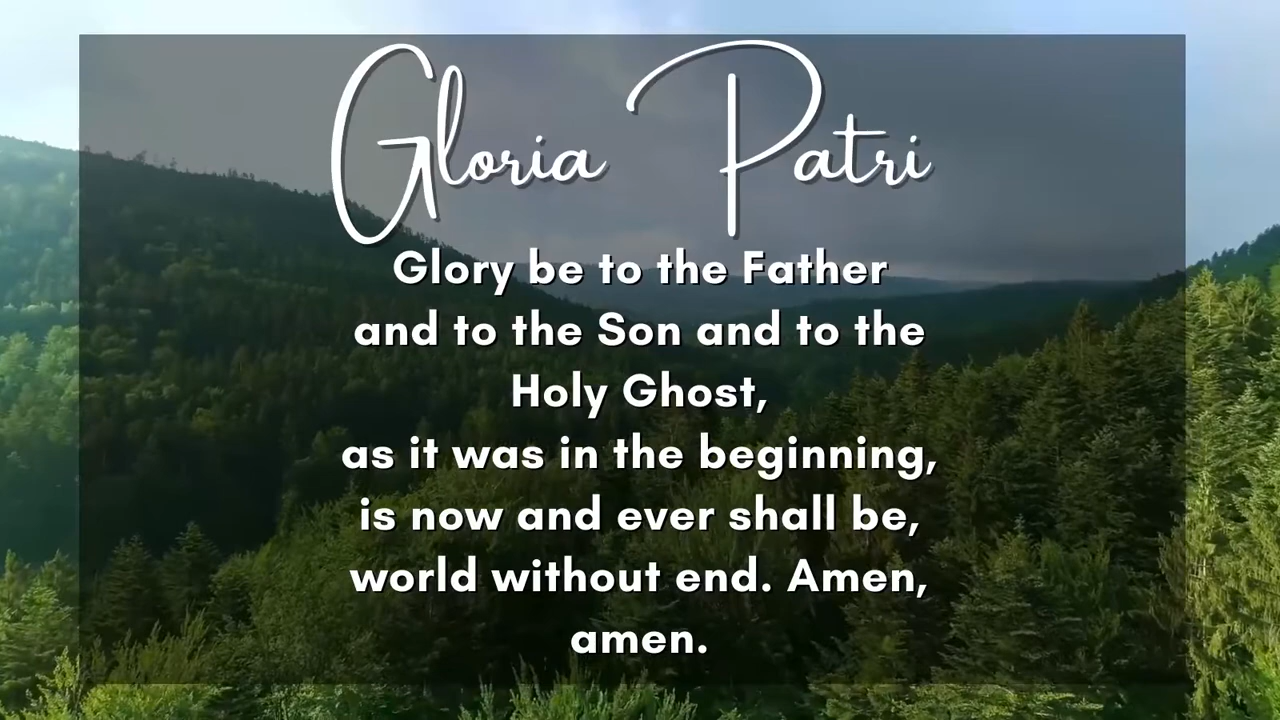 Gloria Patri
Glory be to the Father
and to the Son and to the
Holy Ghost,
as it was in the beginning,
is now and ever shall be,
world without end. Amen,
amen.